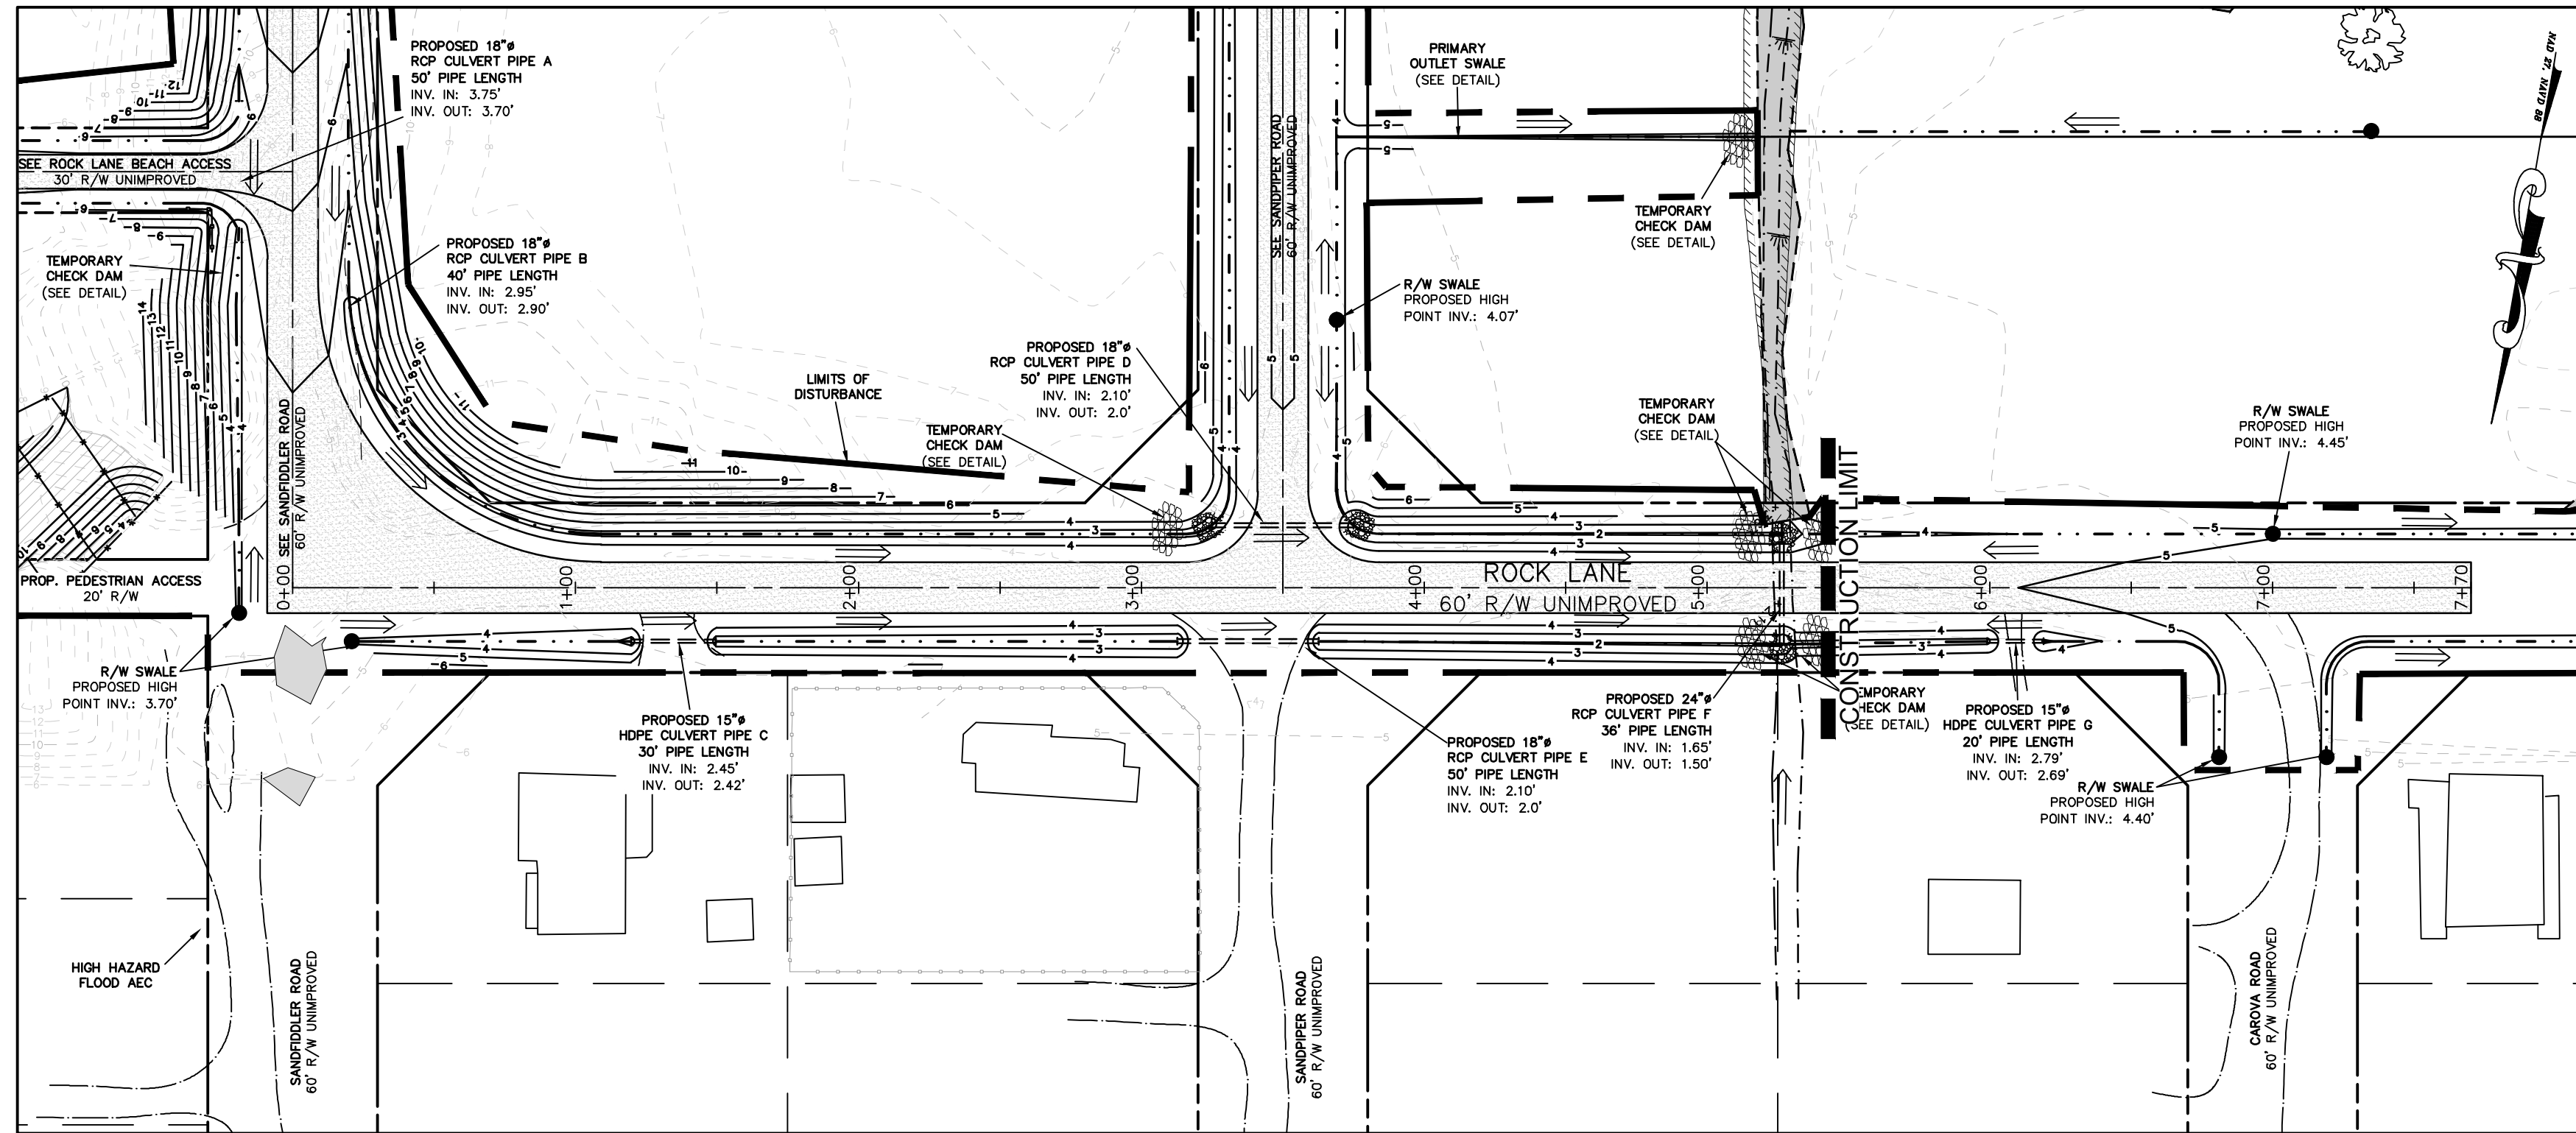 PROPOSED 18"ø
RCP CULVERT PIPE A
50' PIPE LENGTH
INV. IN: 3.75'
INV. OUT: 3.70'
PRIMARY
OUTLET SWALE
(SEE DETAIL)
NAD 27, NAVD 88
SEE ROCK LANE BEACH ACCESS
30' R/W UNIMPROVED
SEE SANDPIPER ROAD
60' R/W UNIMPROVED
TEMPORARY
CHECK DAM
(SEE DETAIL)
PROPOSED 18"ø
RCP CULVERT PIPE B
40' PIPE LENGTH
INV. IN: 2.95'
INV. OUT: 2.90'
TEMPORARY
CHECK DAM
(SEE DETAIL)
R/W SWALE
PROPOSED HIGH
POINT INV.: 4.07'
PROPOSED 18"ø
RCP CULVERT PIPE D
50' PIPE LENGTH
INV. IN: 2.10'
INV. OUT: 2.0'
LIMITS OF
DISTURBANCE
TEMPORARY
CHECK DAM
(SEE DETAIL)
TEMPORARY
CHECK DAM
(SEE DETAIL)
R/W SWALE
PROPOSED HIGH
POINT INV.: 4.45'
SEE SANDFIDDLER ROAD
60' R/W UNIMPROVED
CONSTRUCTION LIMIT
PROP. PEDESTRIAN ACCESS
20' R/W
0+00
1+00
2+00
3+00
4+00
5+00
6+00
7+00
7+70
ROCK LANE
60' R/W UNIMPROVED
R/W SWALE
PROPOSED HIGH
POINT INV.: 3.70'
PROPOSED 15"ø
HDPE CULVERT PIPE C
30' PIPE LENGTH
INV. IN: 2.45'
INV. OUT: 2.42'
PROPOSED 18"ø
RCP CULVERT PIPE E
50' PIPE LENGTH
INV. IN: 2.10'
INV. OUT: 2.0'
PROPOSED 24"ø
RCP CULVERT PIPE F
36' PIPE LENGTH
INV. IN: 1.65'
INV. OUT: 1.50'
EMPORARY
HECK DAM
(SEE DETAIL)
PROPOSED 15"ø
HDPE CULVERT PIPE G
20' PIPE LENGTH
INV. IN: 2.79'
INV. OUT: 2.69'
R/W SWALE
PROPOSED HIGH
POINT INV.: 4.40'
HIGH HAZARD
FLOOD AEC
SANDFIDDLER ROAD
60' R/W UNIMPROVED
SANDPIPER ROAD
60' R/W UNIMPROVED
CAROVA ROAD
60' R/W UNIMPROVED